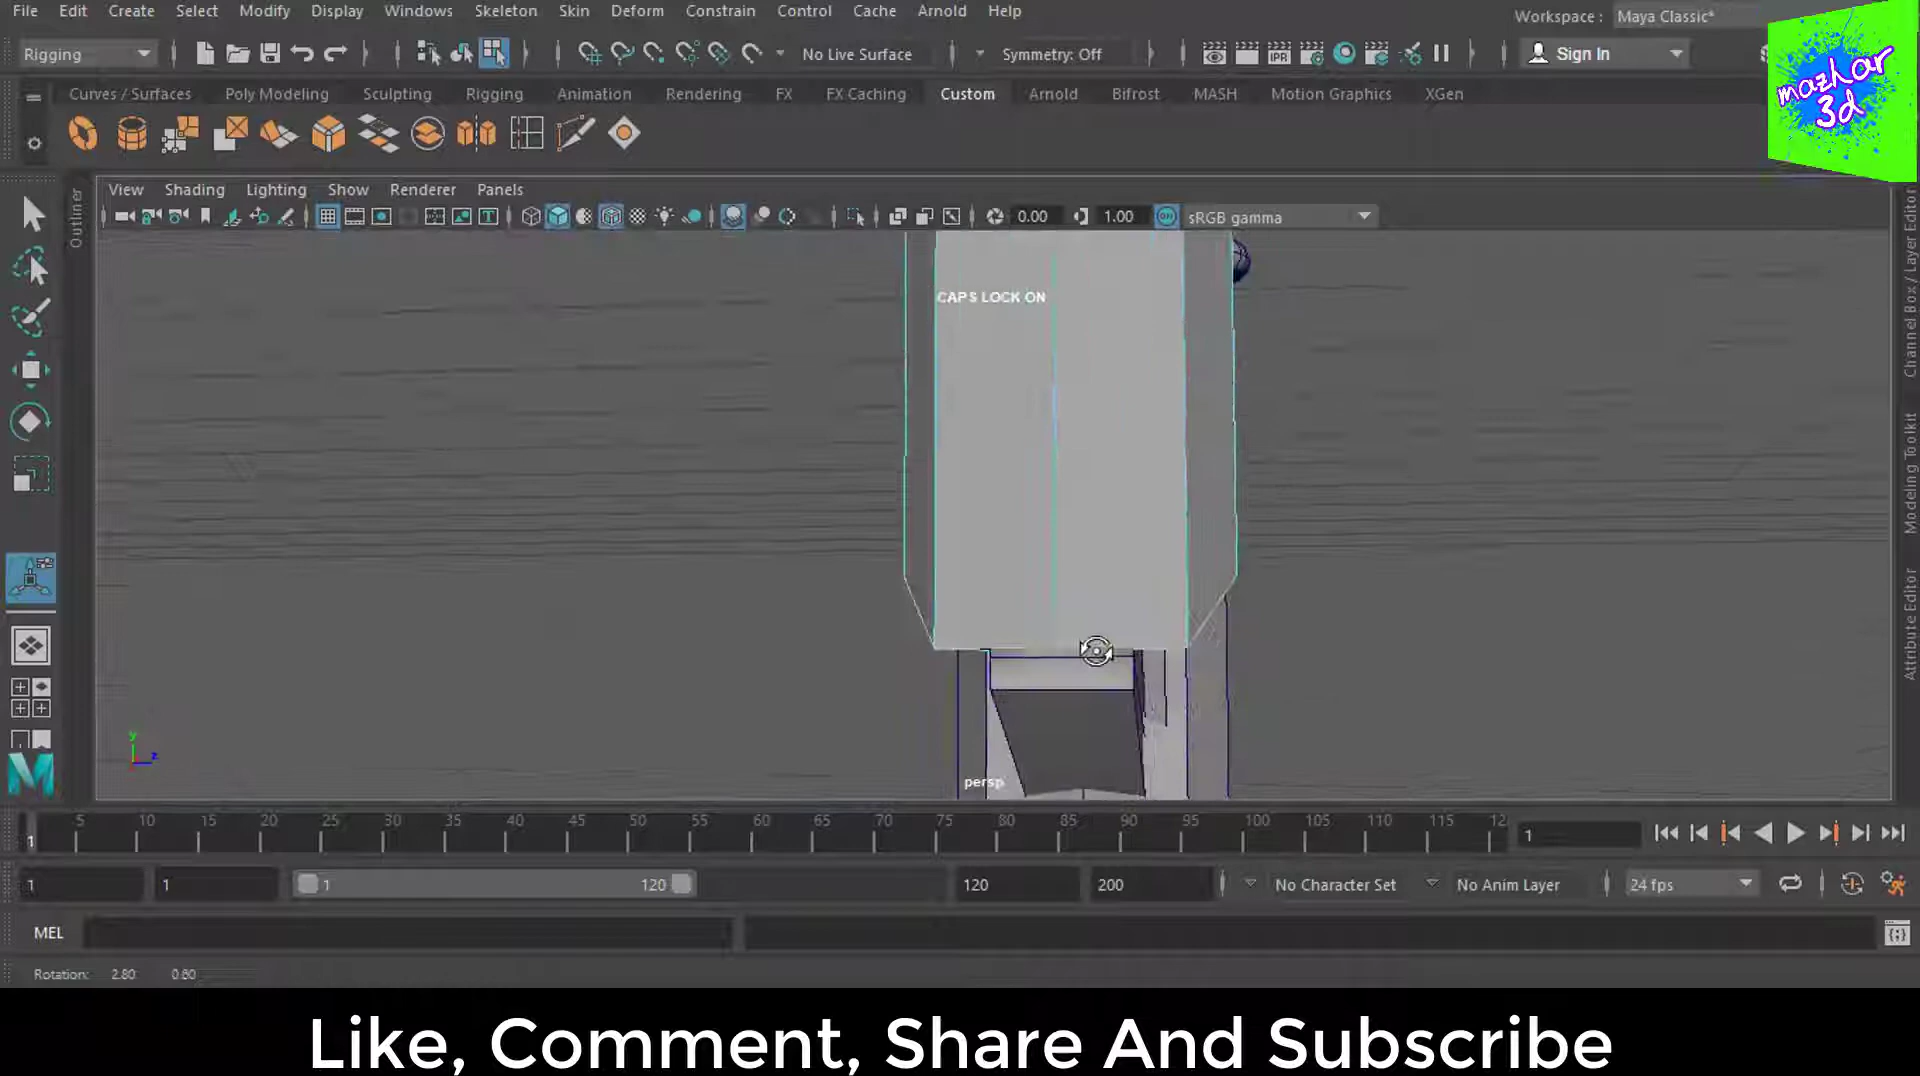 File Edit Create Select Modify Display Windows Skeleton Skin Deform Constrain Control Cache Arnold Help
Workspace : Maya Classic*
Rigging No Live Surface Symmetry: Off IPR Sign In
mazhar 3d
Curves / Surfaces Poly Modeling Sculpting Rigging Animation Rendering FX FX Caching Custom Arnold Bifrost MASH Motion Graphics XGen
Outliner
View Shading Lighting Show Renderer Panels
0.00 1.00 ON sRGB gamma
CAPS LOCK ON
Channel Box / Layer Editor
Modeling Toolkit
Attribute Editor
y
z
persp
5 10 15 20 25 30 35 40 45 50 55 60 65 70 75 80 85 90 95 100 105 110 115 12
1 1
1 1 1 120 120 200 No Character Set No Anim Layer 24 fps
MEL
Rotation: 2.80 0.80
Like, Comment, Share And Subscribe